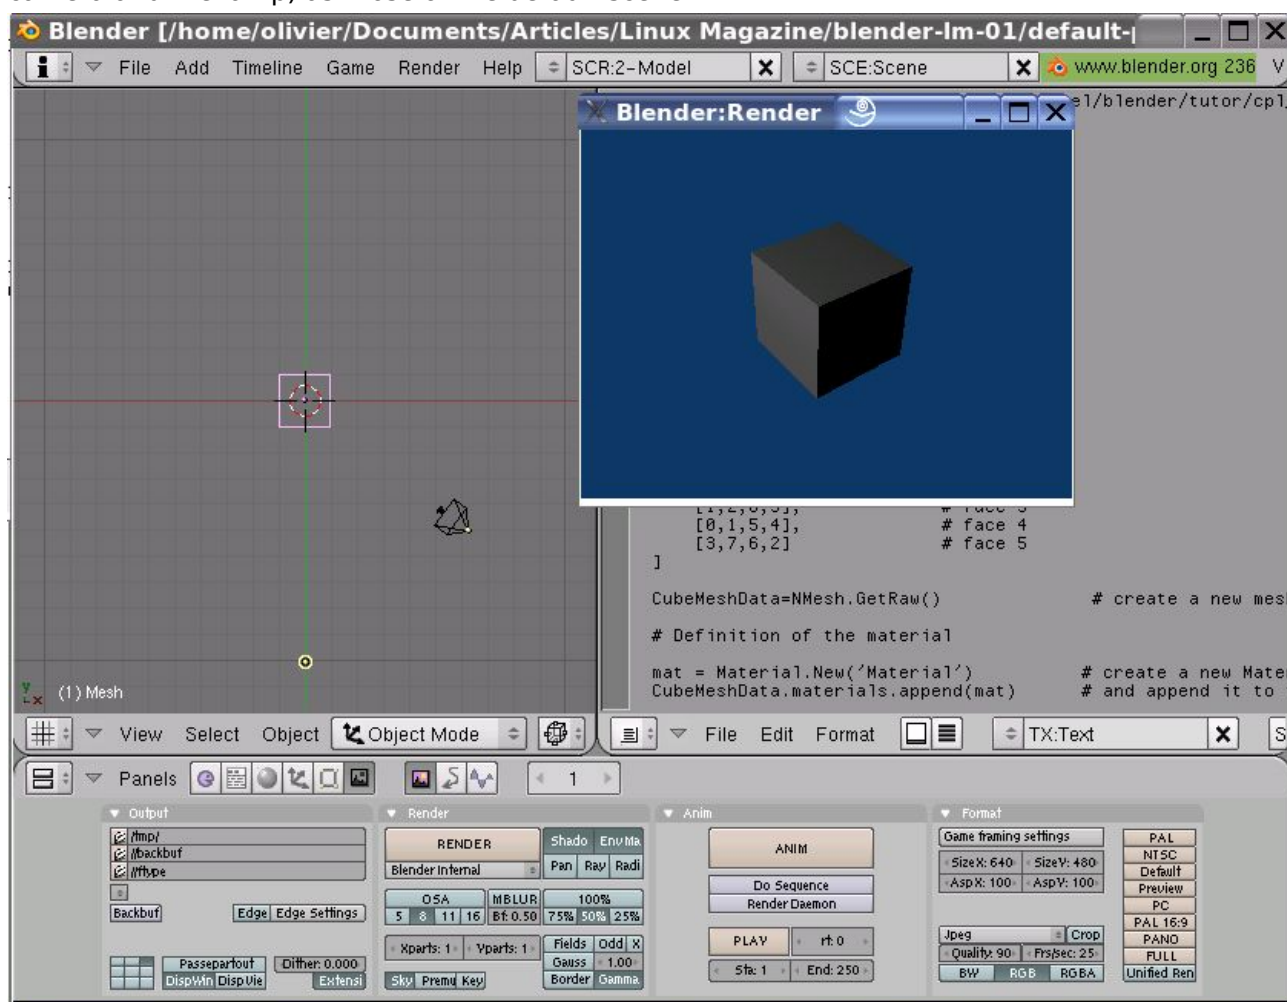 Blender [/home/olivier/Documents/Articles/Linux Magazine/blender-lm-01/default-
File Add Timeline Game Render Help SCR:2-Model SCE:Scene www.blender.org 236 V
Blender:Render
el/blender/tutor/cpl
[0,1,5,4], # face 4
[3,7,6,2] # face 5
]
CubeMeshData=NMesh.GetRaw() # create a new mes
# Definition of the material
mat = Material.New('Material') # create a new Mate
CubeMeshData.materials.append(mat) # and append it to
y x (1) Mesh
View Select Object Object Mode
File Edit Format TX:Text S
Panels 1
Output
/tmp/
//backbuf
//ftype
Backbuf Edge Edge Settings
Passepartout Dither: 0.000
DispWin DispVie Extensi
Render
RENDER
Blender Internal
Shado EnvMa
Pan Ray Radi
OSA MBLUR 100%
5 8 11 16 Bf: 0.50 75% 50% 25%
Xparts: 1 Yparts: 1
Fields Odd X
Gauss 1.00
Sky Premu Key Border Gamma
Anim
ANIM
Do Sequence
Render Daemon
PLAY rt: 0
Sta: 1 End: 250
Format
Game framing settings
SizeX: 640 SizeY: 480
AspX: 100 AspY: 100
Jpeg Crop
Quality: 90 Frs/sec: 25
BW RGB RGBA
PAL
NTSC
Default
Preview
PC
PAL 16:9
PANO
FULL
Unified Ren